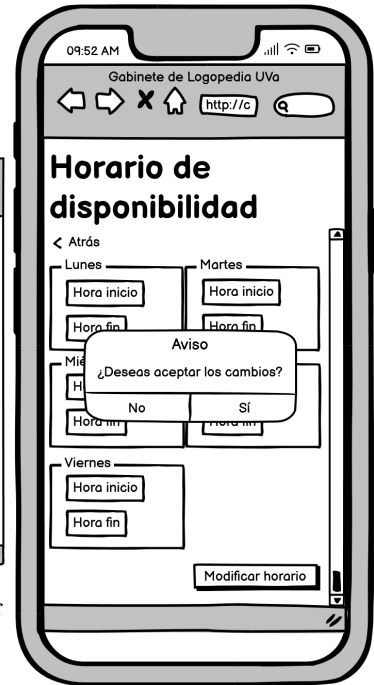 09:52 AM
Gabinete de Logopedia UVa
http://c
Horario de
disponibilidad
< Atrás
Lunes
Martes
Hora inicio
Hora inicio
Hora fin
Hora fin
Aviso
¿Deseas aceptar los cambios?
No
Sí
Viernes
Hora inicio
Hora fin
Modificar horario